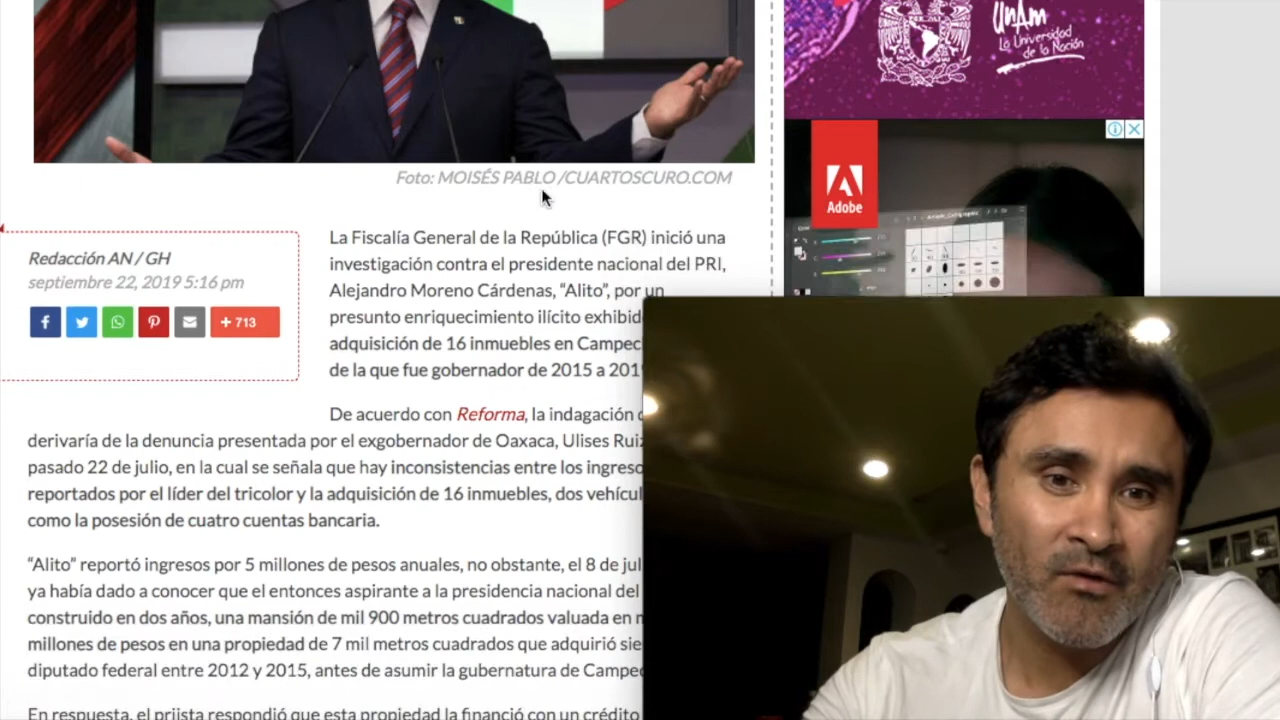 UnAm
La Universidad
de la Nación
Foto: MOISÉS PABLO /CUARTOSCURO.COM
Adobe
Redacción AN / GH
septiembre 22, 2019 5:16 pm
+ 713
La Fiscalía General de la República (FGR) inició una
investigación contra el presidente nacional del PRI,
Alejandro Moreno Cárdenas, “Alito”, por un
presunto enriquecimiento ilícito
adquisición de 16 inmuebles en
de la que fue gobernador de 2015 a
De acuerdo con Reforma, la indagación
derivaría de la denuncia presentada por el exgobernador de Oaxaca, Ulises
pasado 22 de julio, en la cual se señala que hay inconsistencias entre los
reportados por el líder del tricolor y la adquisición de 16 inmuebles, dos
como la posesión de cuatro cuentas bancaria.
“Alito” reportó ingresos por 5 millones de pesos anuales, no obstante, el 8 de
ya había dado a conocer que el entonces aspirante a la presidencia nacional del
construido en dos años, una mansión de mil 900 metros cuadrados valuada en
millones de pesos en una propiedad de 7 mil metros cuadrados que adquirió
diputado federal entre 2012 y 2015, antes de asumir la gubernatura de
En respuesta, el priista respondió que esta propiedad la financió con un crédito